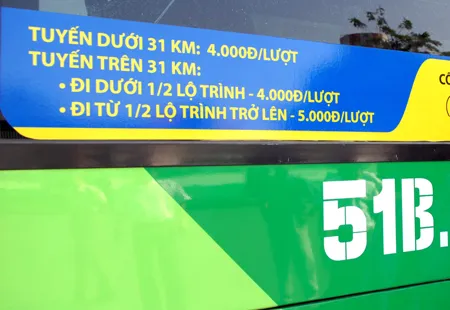 TUYẾN DƯỚI 31 KM: 4.000Đ/LƯỢT
TUYẾN TRÊN 31 KM:
• ĐI DƯỚI 1/2 LỘ TRÌNH - 4.000Đ/LƯỢT
• ĐI TỪ 1/2 LỘ TRÌNH TRỞ LÊN - 5.000Đ/LƯỢT
51B.